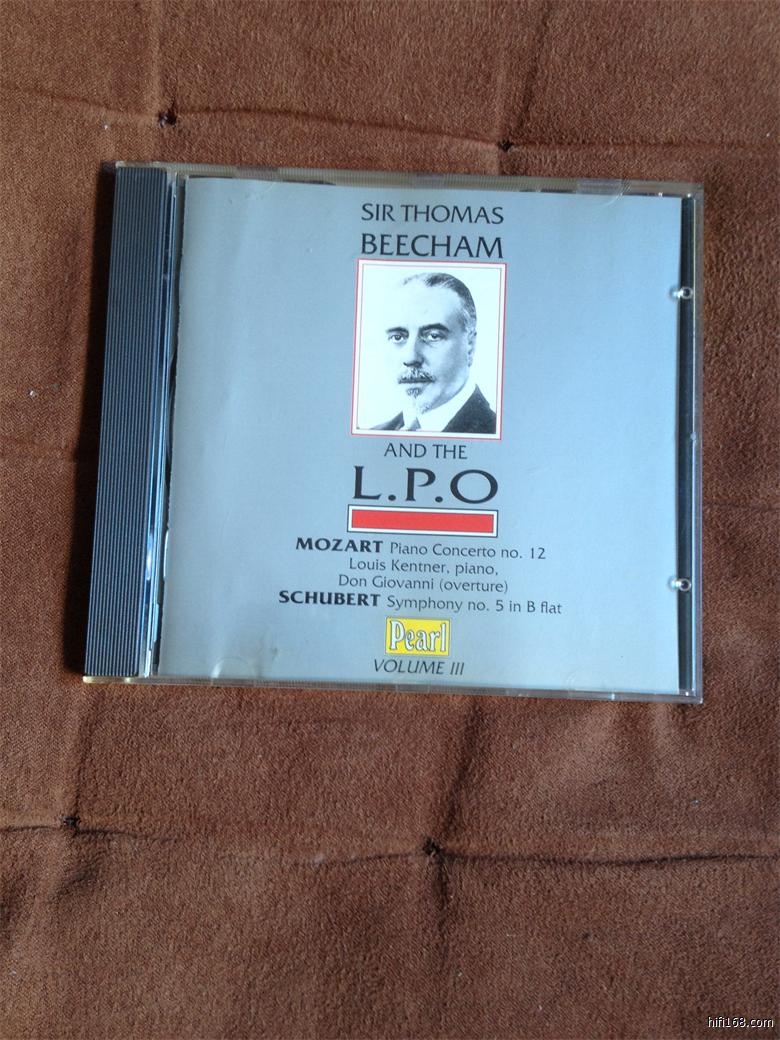 SIR THOMAS
BEECHAM
AND THE
L.P.O
MOZART Piano Concerto no. 12
Louis Kentner, piano,
Don Giovanni (overture)
SCHUBERT Symphony no. 5 in B flat
Pearl
VOLUME III
hifi168.com